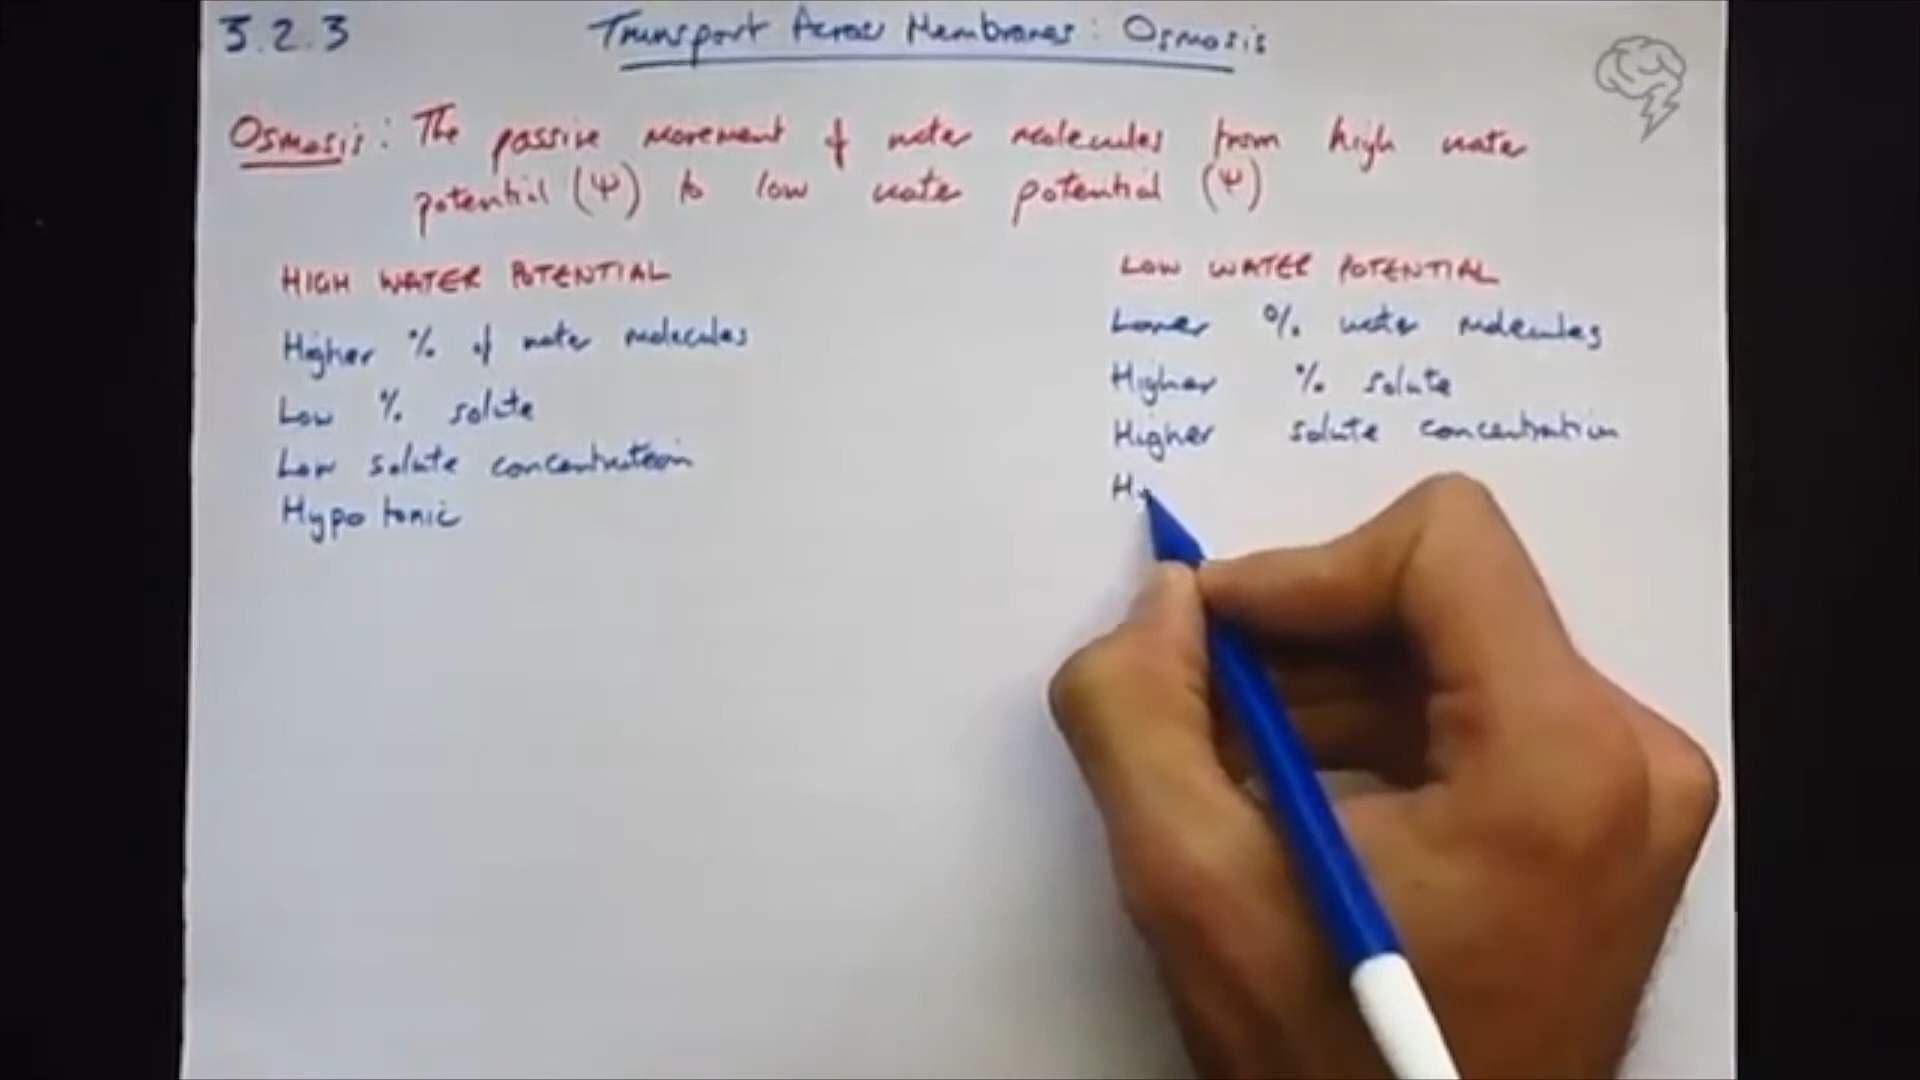 3.2.3
Transport Across Membranes: Osmosis
Osmosis: The passive movement of water molecules from high water
potential (Ψ) to low water potential (Ψ)
HIGH WATER POTENTIAL
Higher % of water molecules
Low % solute
Low solute concentration
Hypotonic
LOW WATER POTENTIAL
Lower % water molecules
Higher % solute
Higher solute concentration
Hy